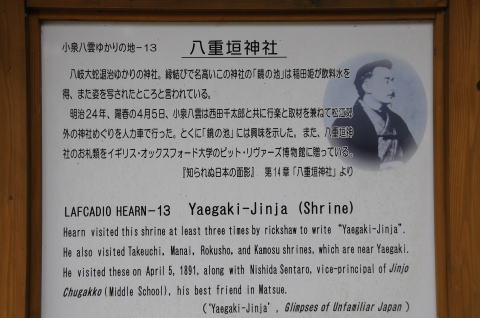 小泉八雲ゆかりの地-13 八重垣神社
八岐大蛇退治ゆかりの神社。縁結びで名高いこの神社の「鏡の池」は稲田姫が飲料水を
得、また姿を写されたところと言われている。
明治24年、陽春の4月5日、小泉八雲は西田千太郎と共に行楽と取材を兼ねて松江郊
外の神社めぐりを人力車で行った。とくに「鏡の池」には興味を示した。また、八重垣神
社のお札類をイギリス・オックスフォード大学のピット・リヴァーズ博物館に贈っている。
『知られぬ日本の面影』 第14章「八重垣神社」より
LAFCADIO HEARN-13 Yaegaki-Jinja (Shrine)
Hearn visited this shrine at least three times by rickshaw to write “Yaegaki-Jinja”.
He also visited Takeuchi, Manai, Rokusho, and Kamosu shrines, which are near Yaegaki.
He visited these on April 5, 1891, along with Nishida Sentaro, vice-principal of Jinjo
Chugakko (Middle School), his best friend in Matsue.
('Yaegaki-Jinja', Glimpses of Unfamiliar Japan )